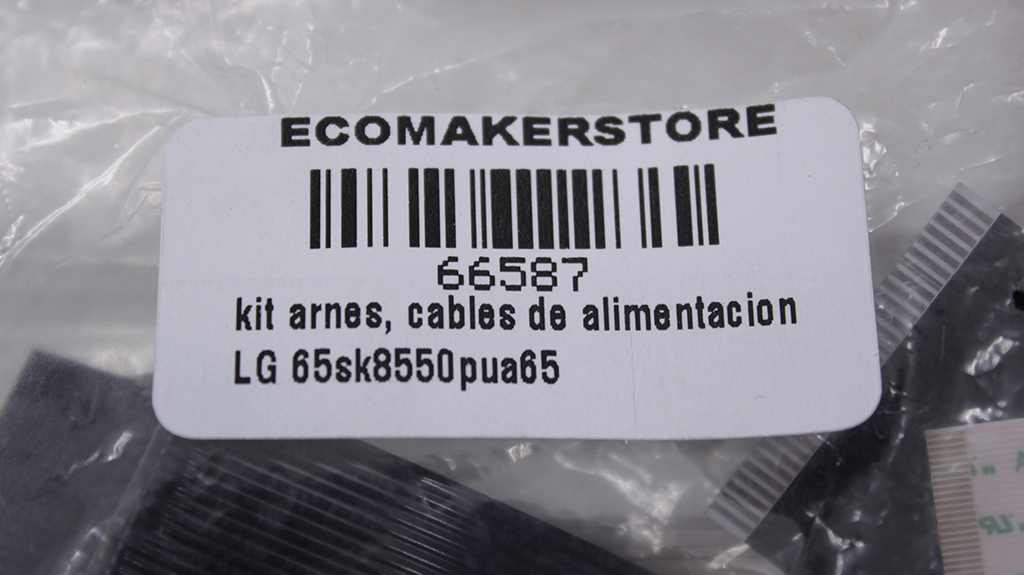 ECOMAKERSTORE
66587
kit arnes, cables de alimentacion
LG 65sk8550pua65